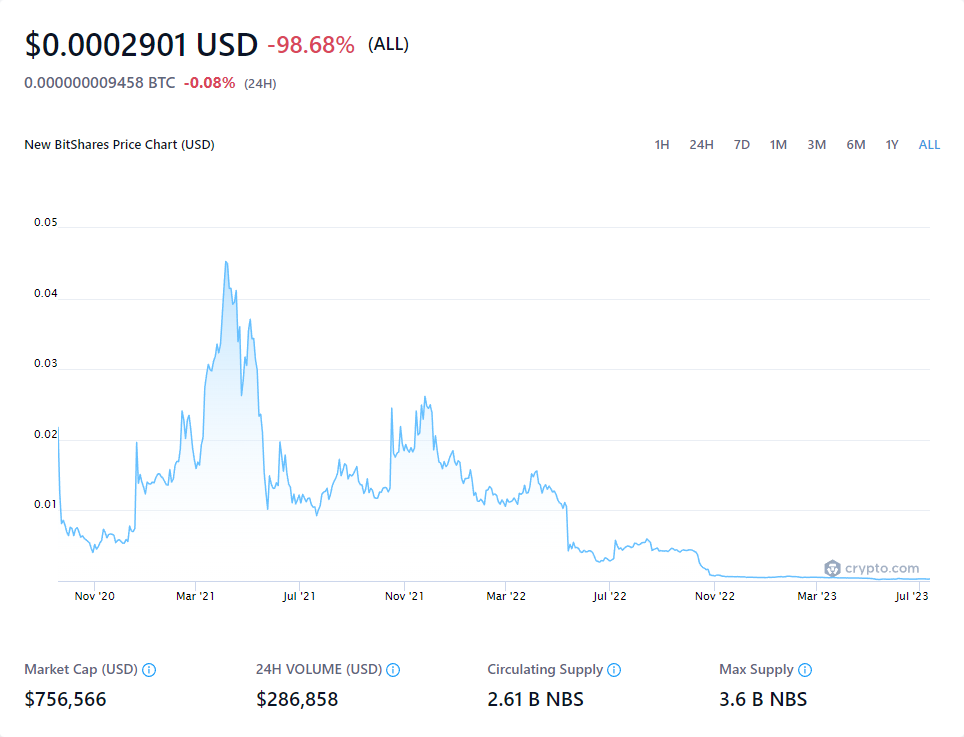 $0.0002901 USD -98.68% (ALL)
0.000000009458 BTC -0.08% (24H)
New BitShares Price Chart (USD) 1H 24H 7D 1M 3M 6M 1Y ALL
0.05
0.04
0.03
0.02
0.01
crypto.com
Nov '20 Mar '21 Jul '21 Nov '21 Mar '22 Jul '22 Nov '22 Mar '23 Jul '23
Market Cap (USD) 24H VOLUME (USD) Circulating Supply Max Supply
$756,566 $286,858 2.61 B NBS 3.6 B NBS